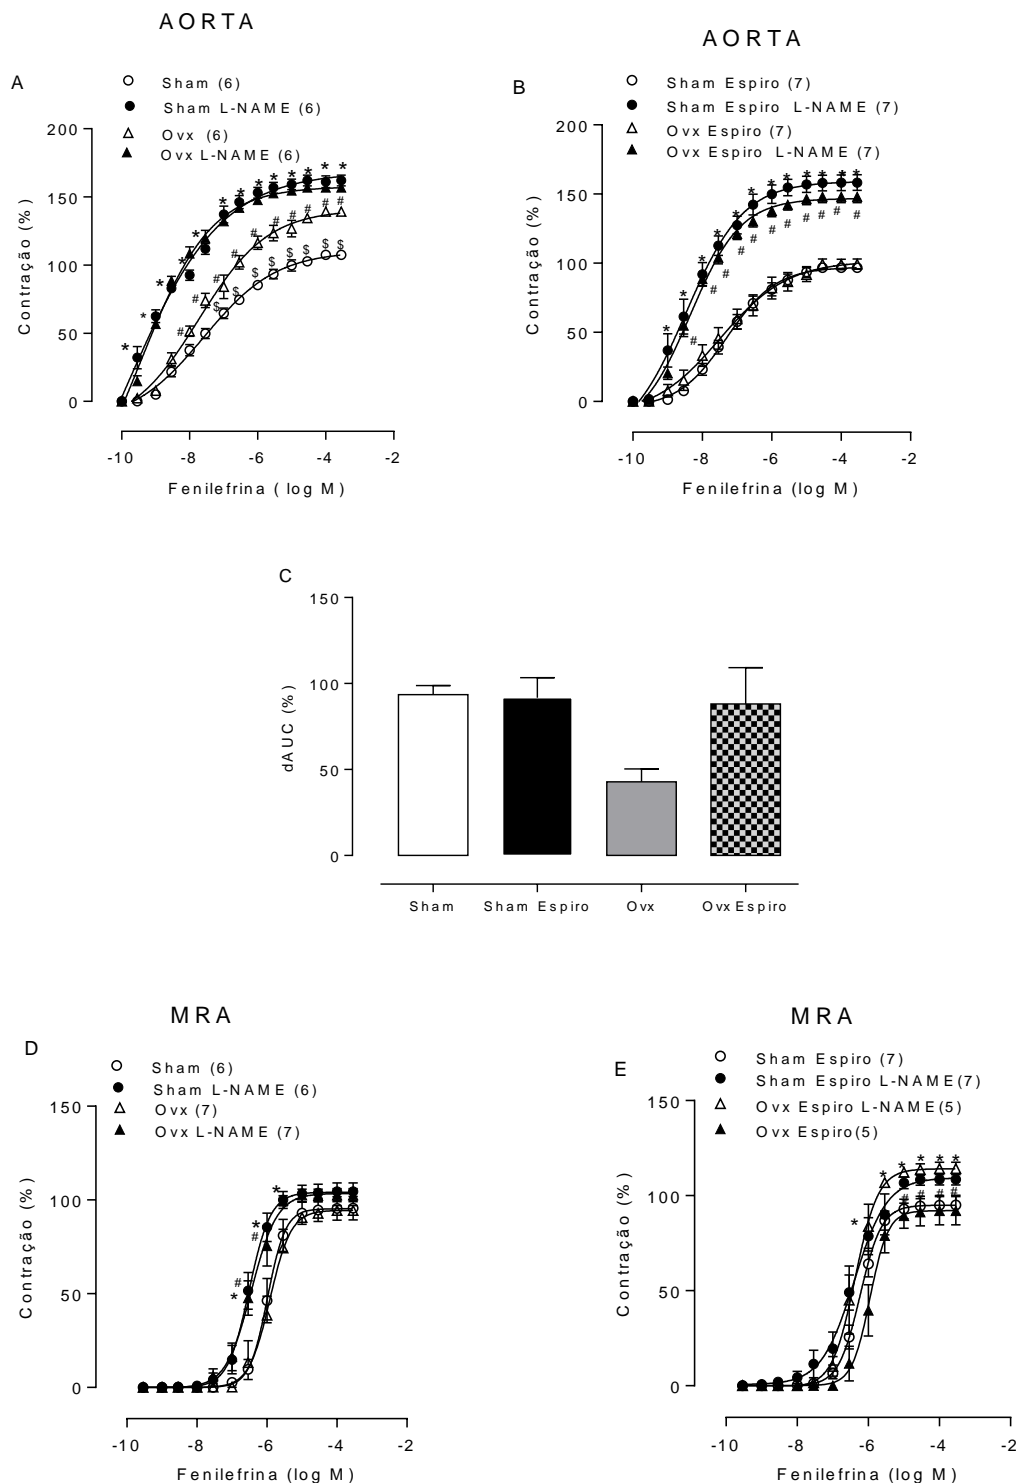 AORTA
A
Sham (6)
Sham L-NAME (6)
Ovx (6)
Ovx L-NAME (6)
200
150
100
50
0
Contração (%)
-10 -8 -6 -4 -2
Fenilefrina ( log M)
AORTA
B
Sham Espiro (7)
Sham Espiro L-NAME (7)
Ovx Espiro (7)
Ovx Espiro L-NAME (7)
200
150
100
50
0
Contração (%)
-10 -8 -6 -4 -2
Fenilefrina (log M)
C
150
100
50
0
dAUC (%)
Sham Sham Espiro Ovx Ovx Espiro
MRA
D
Sham (6)
Sham L-NAME (6)
Ovx (7)
Ovx L-NAME (7)
150
100
50
0
Contração (%)
-10 -8 -6 -4 -2
Fenilefrina (log M)
MRA
E
Sham Espiro (7)
Sham Espiro L-NAME(7)
Ovx Espiro L-NAME(5)
Ovx Espiro(5)
150
100
50
0
Contração (%)
-10 -8 -6 -4 -2
Fenilefrina (log M)